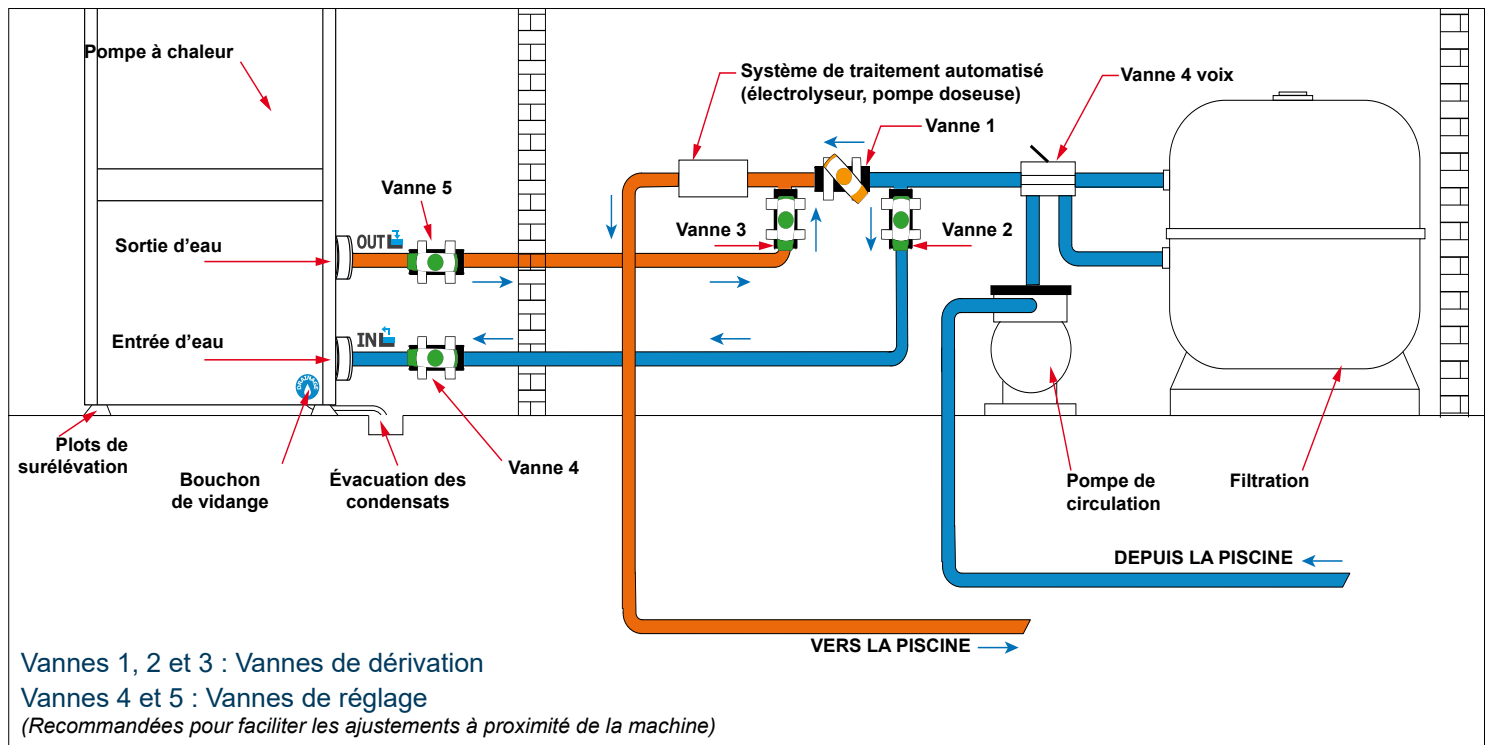 Pompe à chaleur
Système de traitement automatisé
(électrolyseur, pompe doseuse)
Vanne 4 voix
Vanne 1
Vanne 5
Vanne 3
Vanne 2
Sortie d'eau
OUT
Entrée d'eau
IN
DRAINAGE
Plots de
surélévation
Bouchon
de vidange
Évacuation des
condensats
Vanne 4
Pompe de
circulation
Filtration
DEPUIS LA PISCINE
VERS LA PISCINE
Vannes 1, 2 et 3 : Vannes de dérivation
Vannes 4 et 5 : Vannes de réglage
(Recommandées pour faciliter les ajustements à proximité de la machine)